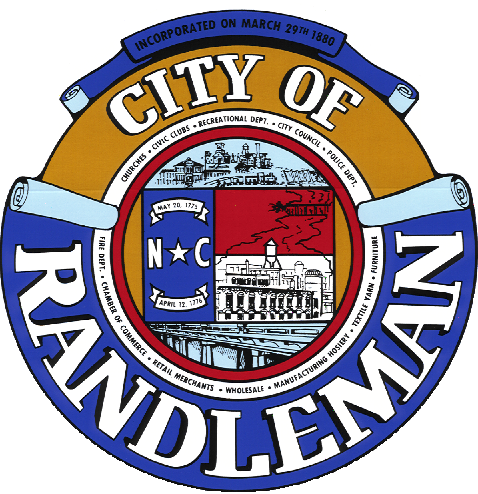 INCORPORATED ON MARCH 29TH 1880
CITY OF
CHURCHES • CIVIC CLUBS • RECREATIONAL DEPT. • CITY COUNCIL • POLICE DEPT.
MAY 20, 1775
N ★ C
APRIL 12, 1776
FIRE DEPT. • CHAMBER OF COMMERCE • RETAIL MERCHANTS • WHOLESALE • MANUFACTURING HOSIERY • TEXTILE YARN • FURNITURE
RANDLEMAN